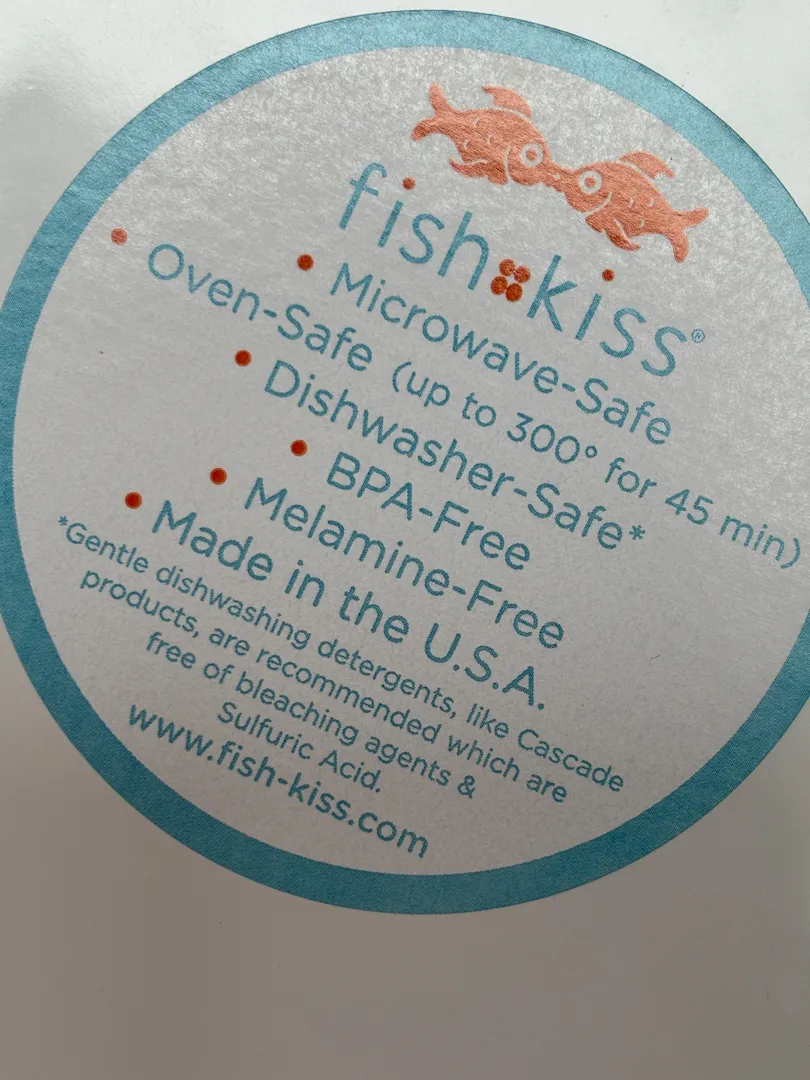 fish kiss®
• Microwave-Safe
• Oven-Safe (up to 300° for 45 min)
• Dishwasher-Safe*
• BPA-Free
• Melamine-Free
• Made in the U.S.A.
*Gentle dishwashing detergents, like Cascade
products, are recommended which are
free of bleaching agents &
Sulfuric Acid.
www.fish-kiss.com